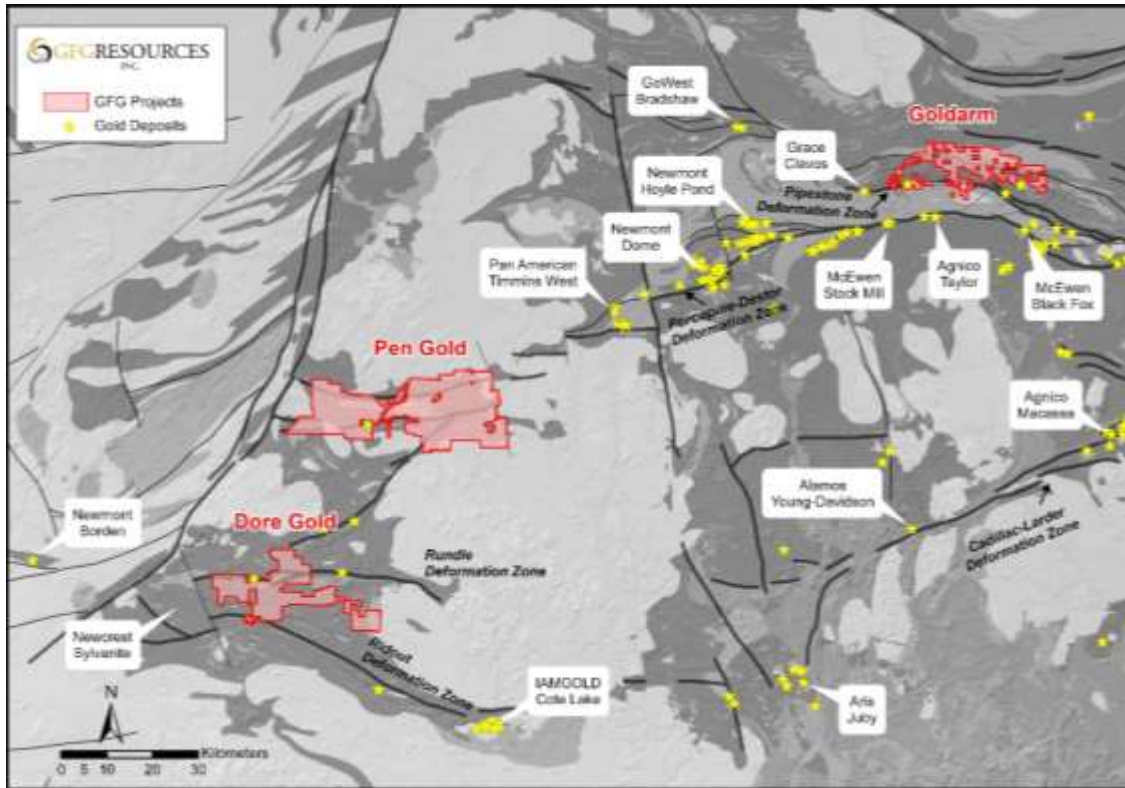 GFGRESOURCES
INC.
GFG Projects
Gold Deposits
GoWest
Bradshaw
Goldarm
Grace
Clavos
Newmont
Hoyle Pond
Pipestone
Deformation Zone
Newmont
Dome
Pan American
Timmins West
McEwen
Stock Mill
Agnico
Taylor
McEwen
Black Fox
Porcupine-Destor
Deformation Zone
Pen Gold
Agnico
Macassa
Alamos
Young-Davidson
Newmont
Borden
Dore Gold
Cadillac-Larder
Deformation Zone
Rundle
Deformation Zone
Newcrest
Sylvanite
Ridout
Deformation Zone
IAMGOLD
Cote Lake
Aris
Juby
N
Kilometers
0 5 10 20 30